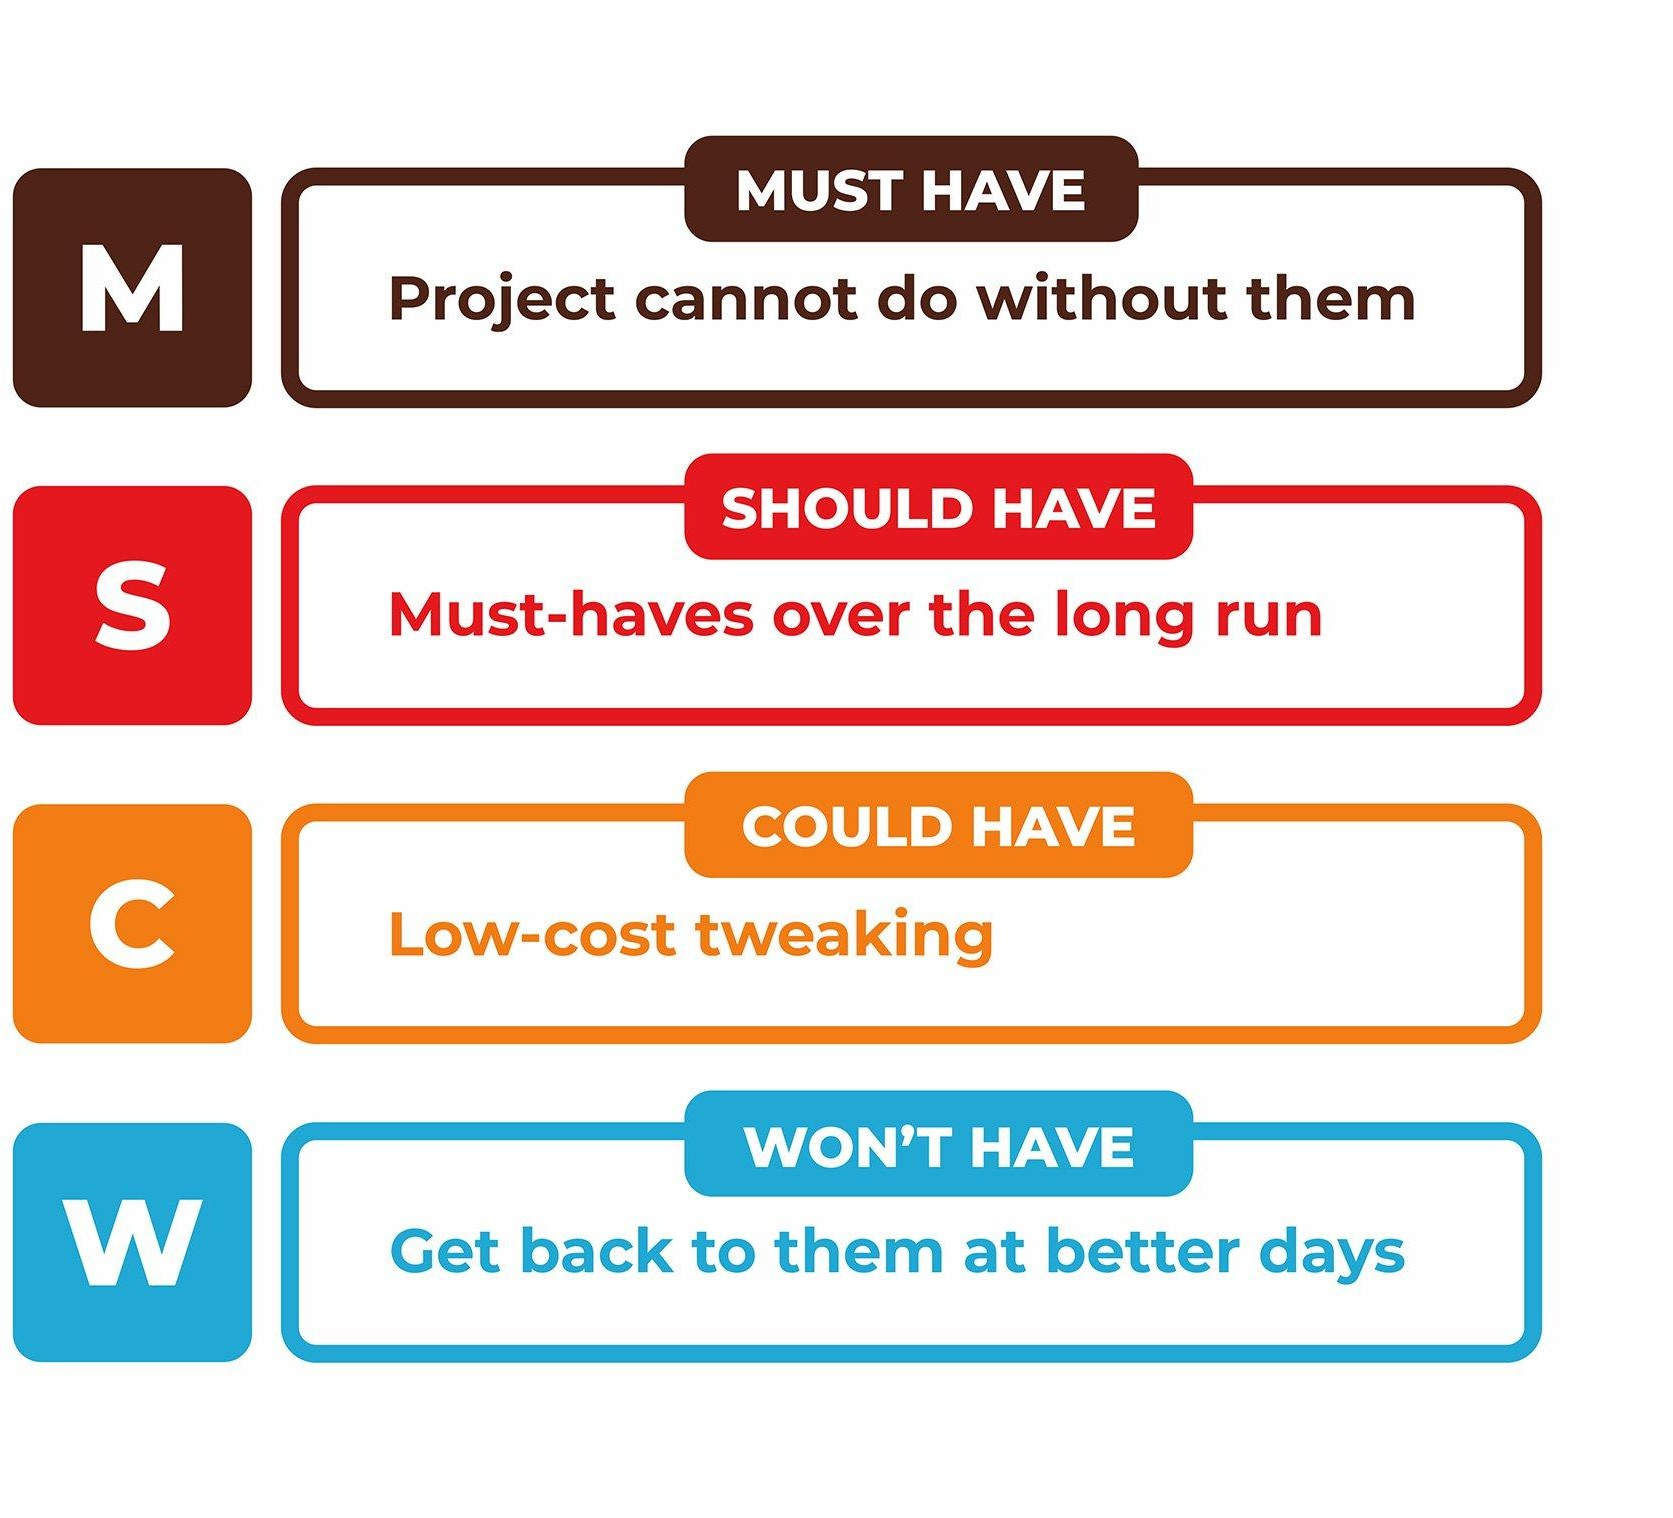 M
MUST HAVE
Project cannot do without them
S
SHOULD HAVE
Must-haves over the long run
C
COULD HAVE
Low-cost tweaking
W
WON’T HAVE
Get back to them at better days